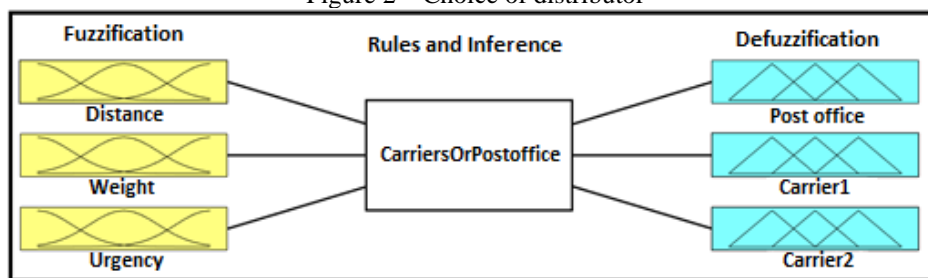 Figure 2 – Choice of distributor
Fuzzification
Rules and Inference
Defuzzification
Distance
Weight
Urgency
CarriersOrPostoffice
Post office
Carrier1
Carrier2